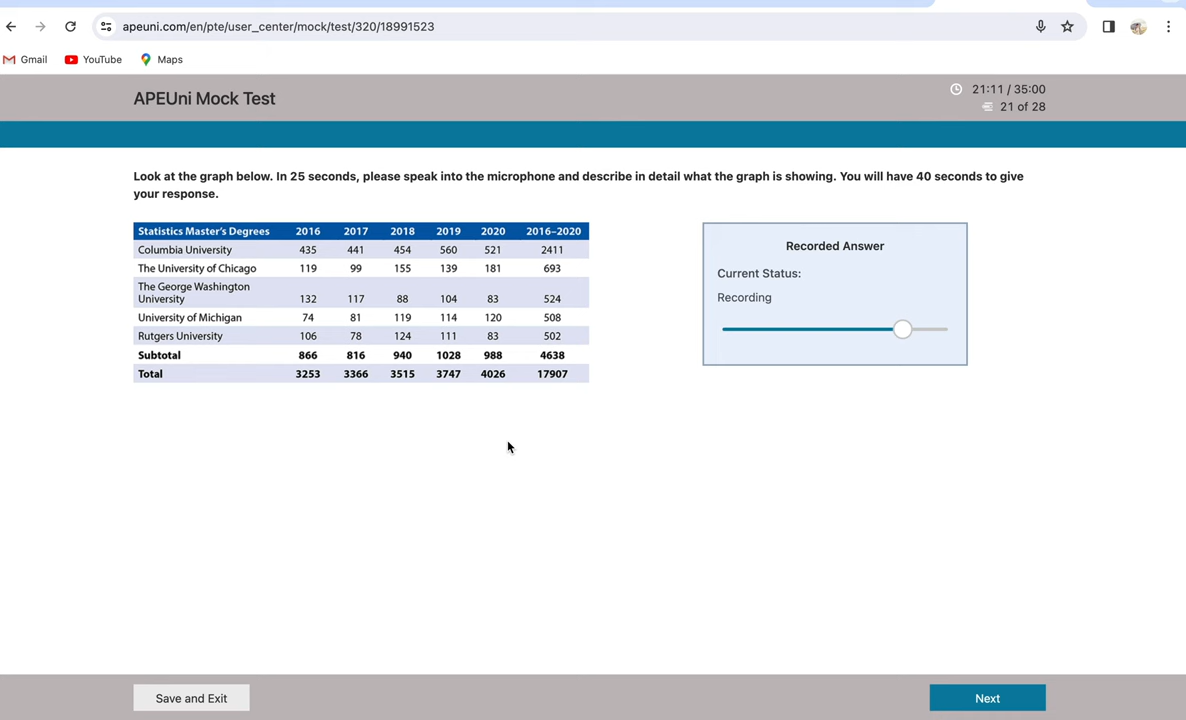 apeuni.com/en/pte/user_center/mock/test/320/18991523
Gmail YouTube Maps
APEUni Mock Test
21:11 / 35:00
21 of 28
Look at the graph below. In 25 seconds, please speak into the microphone and describe in detail what the graph is showing. You will have 40 seconds to give
your response.
Statistics Master's Degrees 2016 2017 2018 2019 2020 2016–2020
Columbia University 435 441 454 560 521 2411
The University of Chicago 119 99 155 139 181 693
The George Washington
University 132 117 88 104 83 524
University of Michigan 74 81 119 114 120 508
Rutgers University 106 78 124 111 83 502
Subtotal 866 816 940 1028 988 4638
Total 3253 3366 3515 3747 4026 17907
Recorded Answer
Current Status:
Recording
Save and Exit
Next